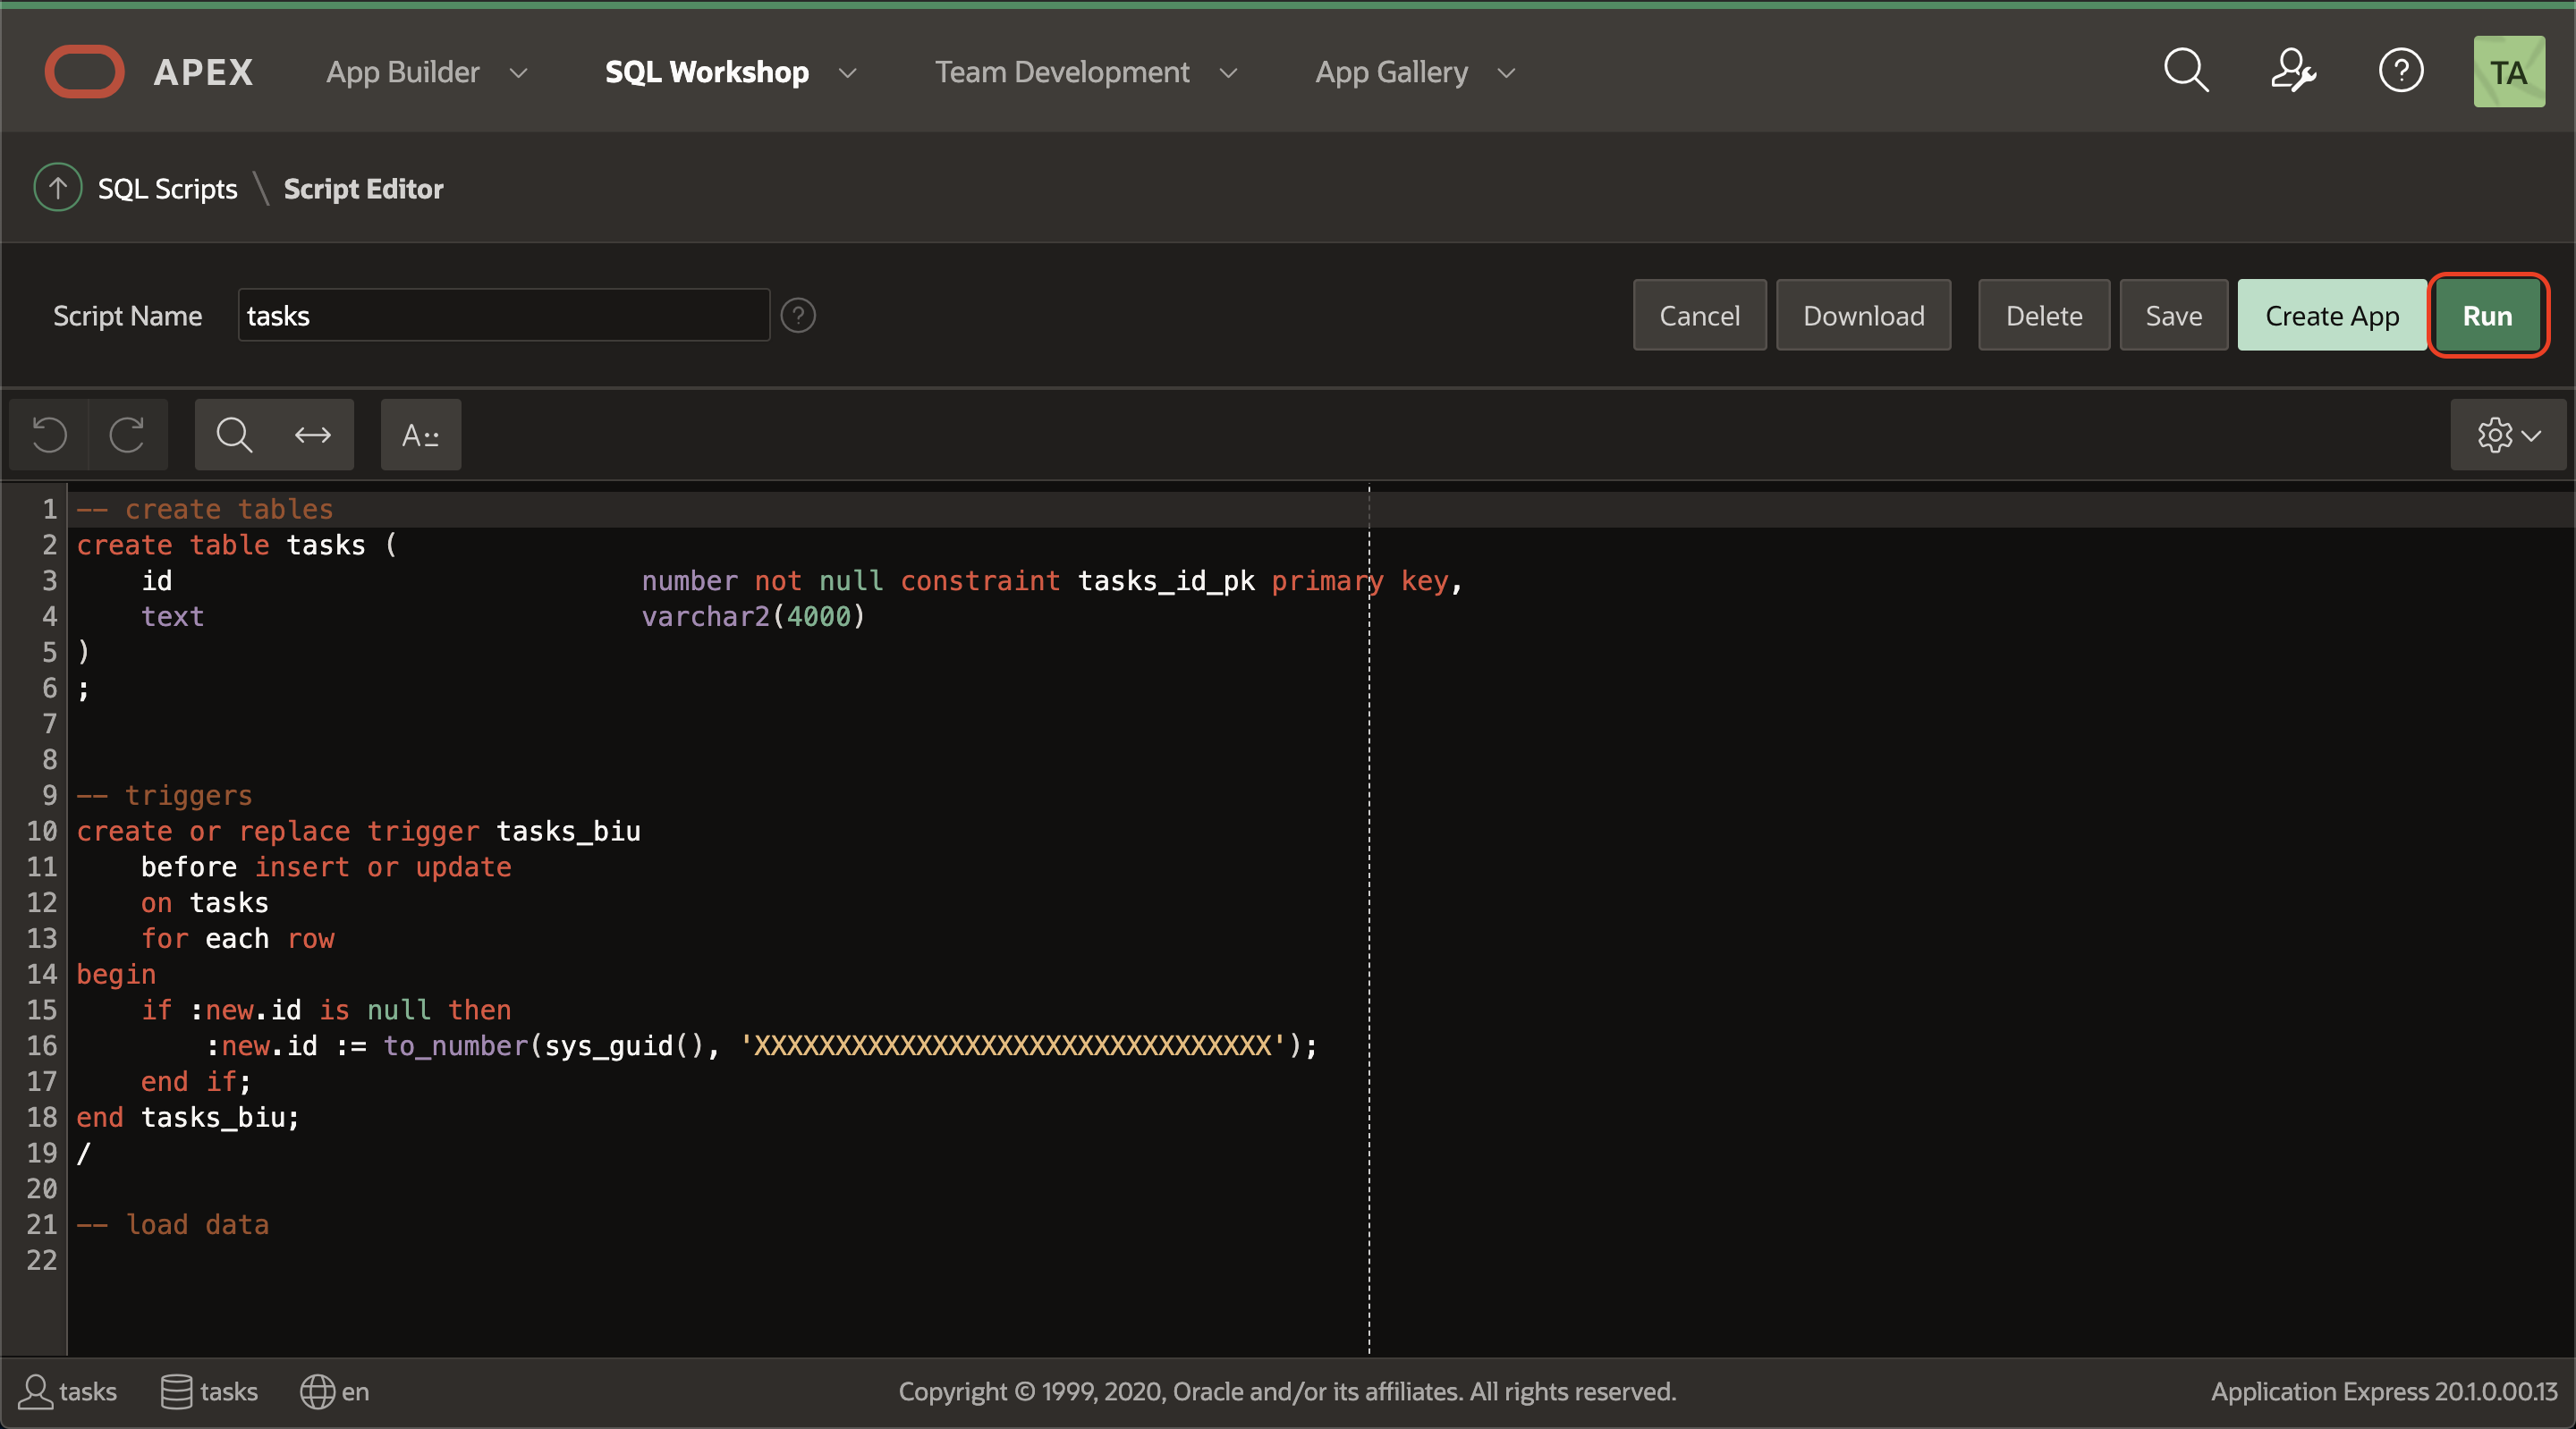 APEX App Builder SQL Workshop Team Development App Gallery TA
SQL Scripts \ Script Editor
Script Name tasks ? Cancel Download Delete Save Create App Run
A::
1 -- create tables
2 create table tasks (
3     id                                   number not null constraint tasks_id_pk primary key,
4     text                                 varchar2(4000)
5 )
6 ;
7
8
9 -- triggers
10 create or replace trigger tasks_biu
11     before insert or update
12     on tasks
13     for each row
14 begin
15     if :new.id is null then
16         :new.id := to_number(sys_guid(), 'XXXXXXXXXXXXXXXXXXXXXXXXXXXXXXXX');
17     end if;
18 end tasks_biu;
19 /
20
21 -- load data
22
tasks tasks en Copyright © 1999, 2020, Oracle and/or its affiliates. All rights reserved. Application Express 20.1.0.00.13